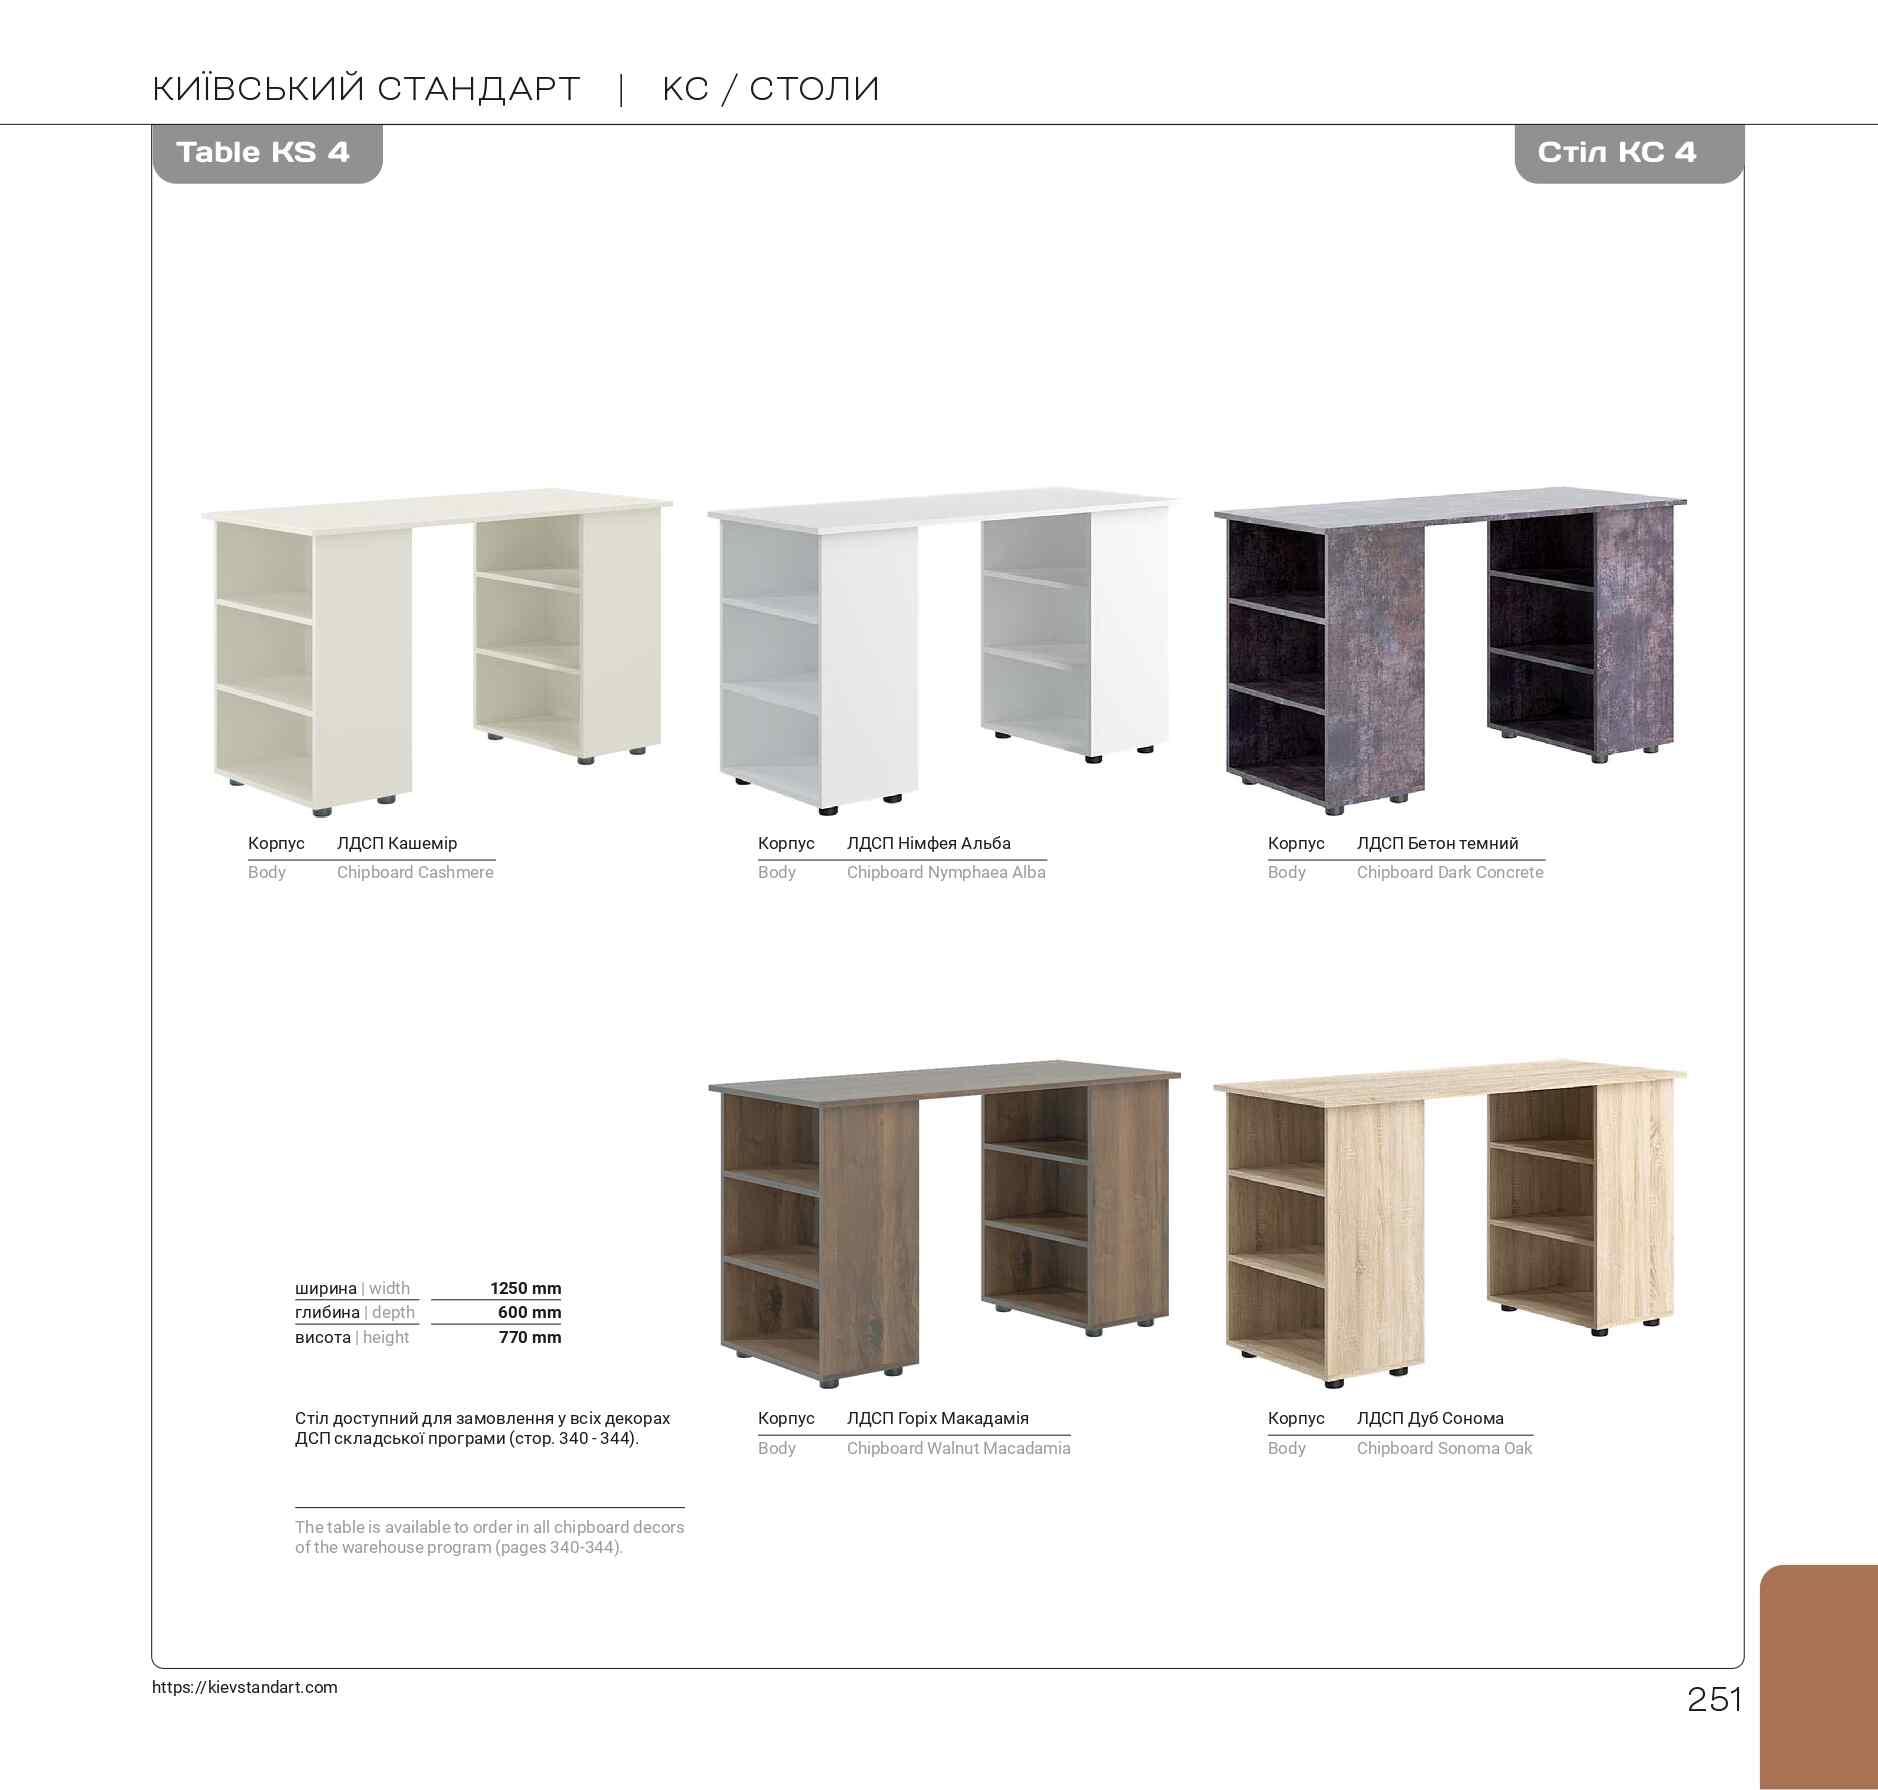 КИЇВСЬКИЙ СТАНДАРТ | КС / СТОЛИ
Table KS 4
Стіл КС 4
Корпус ЛДСП Кашемір
Body Chipboard Cashmere
Корпус ЛДСП Німфея Альба
Body Chipboard Nymphaea Alba
Корпус ЛДСП Бетон темний
Body Chipboard Dark Concrete
ширина | width 1250 mm
глибина | depth 600 mm
висота | height 770 mm
Стіл доступний для замовлення у всіх декорах
ДСП складської програми (стор. 340 - 344).
The table is available to order in all chipboard decors
of the warehouse program (pages 340-344).
Корпус ЛДСП Горіх Макадамія
Body Chipboard Walnut Macadamia
Корпус ЛДСП Дуб Сонома
Body Chipboard Sonoma Oak
https://kievstandart.com
251